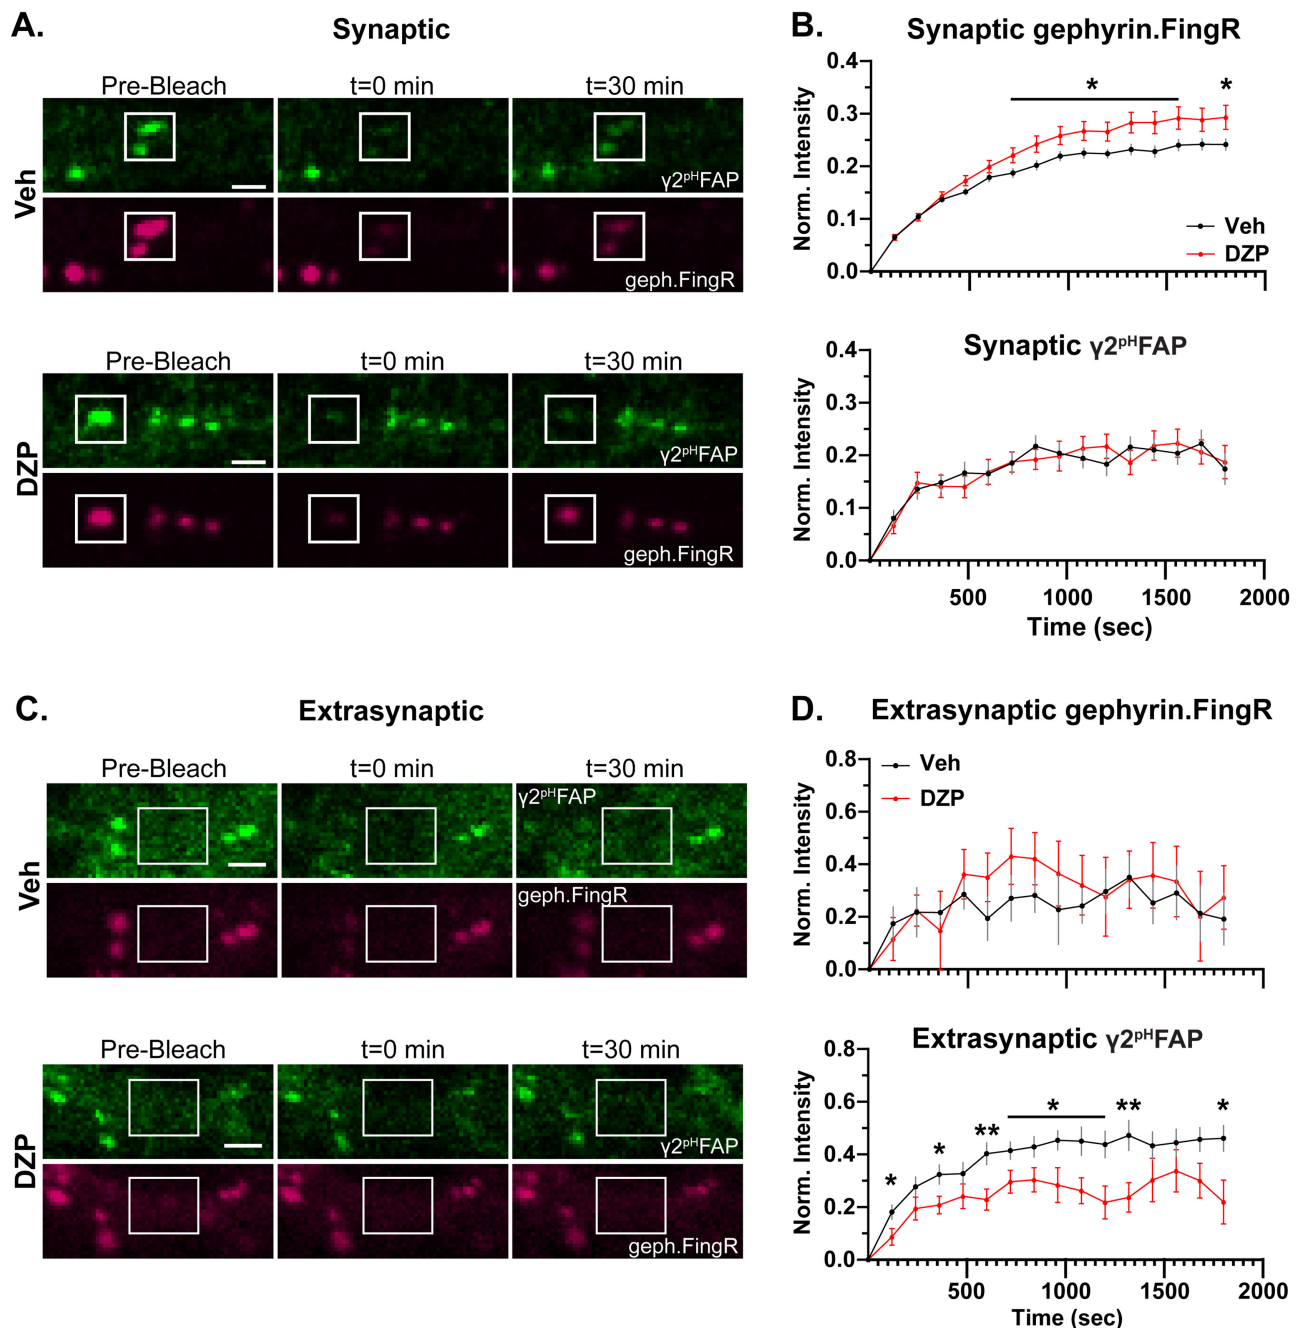 A.
Synaptic
Pre-Bleach t=0 min t=30 min
Veh
γ2ᵖᴴFAP
geph.FingR
Pre-Bleach t=0 min t=30 min
DZP
γ2ᵖᴴFAP
geph.FingR
B.
Synaptic gephyrin.FingR
Norm. Intensity
0.4
0.3
0.2
0.1
0.0
*
*
Veh
DZP
Synaptic γ2ᵖᴴFAP
Norm. Intensity
0.4
0.3
0.2
0.1
0.0
500 1000 1500 2000
Time (sec)
C.
Extrasynaptic
Pre-Bleach t=0 min t=30 min
Veh
γ2ᵖᴴFAP
geph.FingR
Pre-Bleach t=0 min t=30 min
DZP
γ2ᵖᴴFAP
geph.FingR
D.
Extrasynaptic gephyrin.FingR
Norm. Intensity
0.8
0.6
0.4
0.2
0.0
Veh
DZP
Extrasynaptic γ2ᵖᴴFAP
Norm. Intensity
0.8
0.6
0.4
0.2
0.0
* * ** * ** *
500 1000 1500 2000
Time (sec)